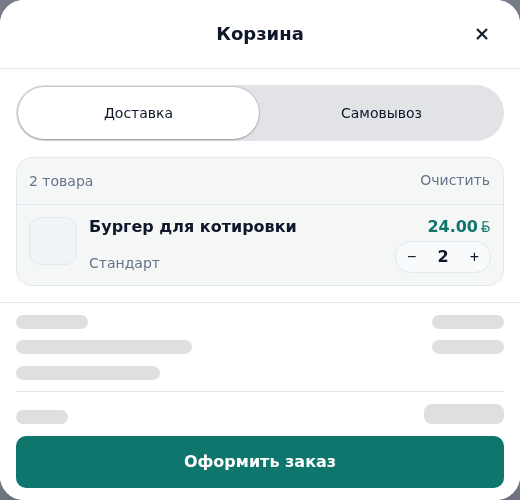 Корзина
Доставка
Самовывоз
2 товара
Очистить
Бургер для котировки
24.00 Ƃ
Стандарт
− 2 +
Оформить заказ